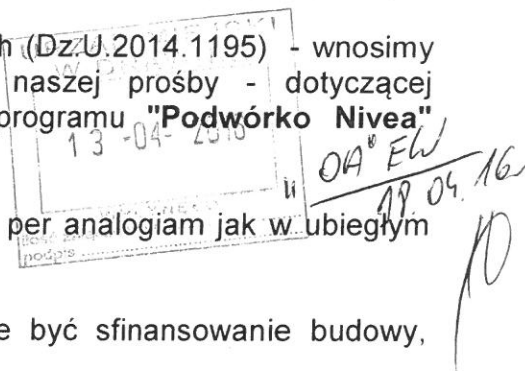 h (Dz.U.2014.1195) - wnosimy
naszej prośby - dotyczącej
programu "Podwórko Nivea"
13 -04- 2016
OA" EW
18 04. 16
per analogiam jak w ubiegłym
podpis
e być sfinansowanie budowy,